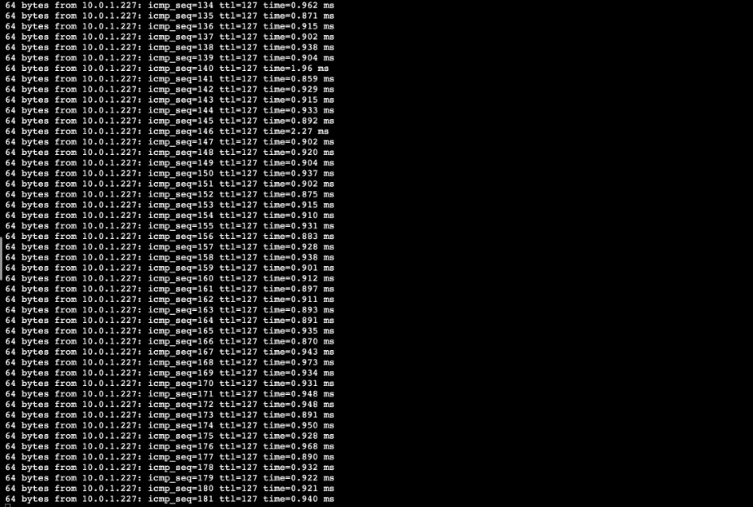 64 bytes from 10.0.1.227: icmp_seq=134 ttl=127 time=0.962 ms
64 bytes from 10.0.1.227: icmp_seq=135 ttl=127 time=0.871 ms
64 bytes from 10.0.1.227: icmp_seq=136 ttl=127 time=0.915 ms
64 bytes from 10.0.1.227: icmp_seq=137 ttl=127 time=0.902 ms
64 bytes from 10.0.1.227: icmp_seq=138 ttl=127 time=0.938 ms
64 bytes from 10.0.1.227: icmp_seq=139 ttl=127 time=0.904 ms
64 bytes from 10.0.1.227: icmp_seq=140 ttl=127 time=1.96 ms
64 bytes from 10.0.1.227: icmp_seq=141 ttl=127 time=0.859 ms
64 bytes from 10.0.1.227: icmp_seq=142 ttl=127 time=0.929 ms
64 bytes from 10.0.1.227: icmp_seq=143 ttl=127 time=0.915 ms
64 bytes from 10.0.1.227: icmp_seq=144 ttl=127 time=0.933 ms
64 bytes from 10.0.1.227: icmp_seq=145 ttl=127 time=0.892 ms
64 bytes from 10.0.1.227: icmp_seq=146 ttl=127 time=2.27 ms
64 bytes from 10.0.1.227: icmp_seq=147 ttl=127 time=0.902 ms
64 bytes from 10.0.1.227: icmp_seq=148 ttl=127 time=0.920 ms
64 bytes from 10.0.1.227: icmp_seq=149 ttl=127 time=0.904 ms
64 bytes from 10.0.1.227: icmp_seq=150 ttl=127 time=0.937 ms
64 bytes from 10.0.1.227: icmp_seq=151 ttl=127 time=0.902 ms
64 bytes from 10.0.1.227: icmp_seq=152 ttl=127 time=0.875 ms
64 bytes from 10.0.1.227: icmp_seq=153 ttl=127 time=0.915 ms
64 bytes from 10.0.1.227: icmp_seq=154 ttl=127 time=0.910 ms
64 bytes from 10.0.1.227: icmp_seq=155 ttl=127 time=0.931 ms
64 bytes from 10.0.1.227: icmp_seq=156 ttl=127 time=0.883 ms
64 bytes from 10.0.1.227: icmp_seq=157 ttl=127 time=0.928 ms
64 bytes from 10.0.1.227: icmp_seq=158 ttl=127 time=0.938 ms
64 bytes from 10.0.1.227: icmp_seq=159 ttl=127 time=0.901 ms
64 bytes from 10.0.1.227: icmp_seq=160 ttl=127 time=0.912 ms
64 bytes from 10.0.1.227: icmp_seq=161 ttl=127 time=0.897 ms
64 bytes from 10.0.1.227: icmp_seq=162 ttl=127 time=0.911 ms
64 bytes from 10.0.1.227: icmp_seq=163 ttl=127 time=0.893 ms
64 bytes from 10.0.1.227: icmp_seq=164 ttl=127 time=0.891 ms
64 bytes from 10.0.1.227: icmp_seq=165 ttl=127 time=0.935 ms
64 bytes from 10.0.1.227: icmp_seq=166 ttl=127 time=0.870 ms
64 bytes from 10.0.1.227: icmp_seq=167 ttl=127 time=0.943 ms
64 bytes from 10.0.1.227: icmp_seq=168 ttl=127 time=0.973 ms
64 bytes from 10.0.1.227: icmp_seq=169 ttl=127 time=0.934 ms
64 bytes from 10.0.1.227: icmp_seq=170 ttl=127 time=0.931 ms
64 bytes from 10.0.1.227: icmp_seq=171 ttl=127 time=0.948 ms
64 bytes from 10.0.1.227: icmp_seq=172 ttl=127 time=0.948 ms
64 bytes from 10.0.1.227: icmp_seq=173 ttl=127 time=0.891 ms
64 bytes from 10.0.1.227: icmp_seq=174 ttl=127 time=0.950 ms
64 bytes from 10.0.1.227: icmp_seq=175 ttl=127 time=0.928 ms
64 bytes from 10.0.1.227: icmp_seq=176 ttl=127 time=0.968 ms
64 bytes from 10.0.1.227: icmp_seq=177 ttl=127 time=0.890 ms
64 bytes from 10.0.1.227: icmp_seq=178 ttl=127 time=0.932 ms
64 bytes from 10.0.1.227: icmp_seq=179 ttl=127 time=0.922 ms
64 bytes from 10.0.1.227: icmp_seq=180 ttl=127 time=0.921 ms
64 bytes from 10.0.1.227: icmp_seq=181 ttl=127 time=0.940 ms